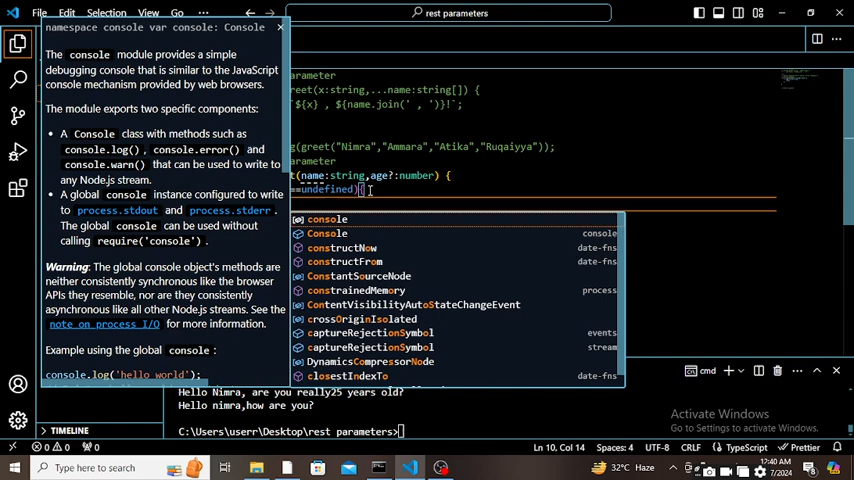 File Edit Selection View Go ···
rest parameters
namespace console var console: Console
The console module provides a simple
debugging console that is similar to the JavaScript
console mechanism provided by web browsers.
The module exports two specific components:
• A Console class with methods such as
console.log(), console.error() and
console.warn() that can be used to write to
any Node.js stream.
• A global console instance configured to write
to process.stdout and process.stderr.
The global console can be used without
calling require('console').
Warning: The global console object's methods are
neither consistently synchronous like the browser
APIs they resemble, nor are they consistently
asynchronous like all other Node.js streams. See the
note on process I/O for more information.
Example using the global console:
console.log('hello world');
arameter
reet(x:string,...name:string[]) {
`${x} , ${name.join(' , ')}!`;
g(greet("Nimra","Ammara","Atika","Ruqaiyya"));
arameter
t(name:string,age?:number) {
==undefined){
console
Console console
constructNow date-fns
constructFrom date-fns
ConstantSourceNode
constrainedMemory process
ContentVisibilityAutoStateChangeEvent
crossOriginIsolated
captureRejectionSymbol events
captureRejectionSymbol stream
DynamicsCompressorNode
closestIndexTo date-fns
cmd
Hello Nimra, are you really25 years old?
Hello nimra,how are you?
C:\Users\userr\Desktop\rest parameters>
TIMELINE
Activate Windows
Go to Settings to activate Windows.
0 0 0 Ln 10, Col 14 Spaces: 4 UTF-8 CRLF TypeScript Prettier
Type here to search
32°C Haze
12:40 AM
7/2024